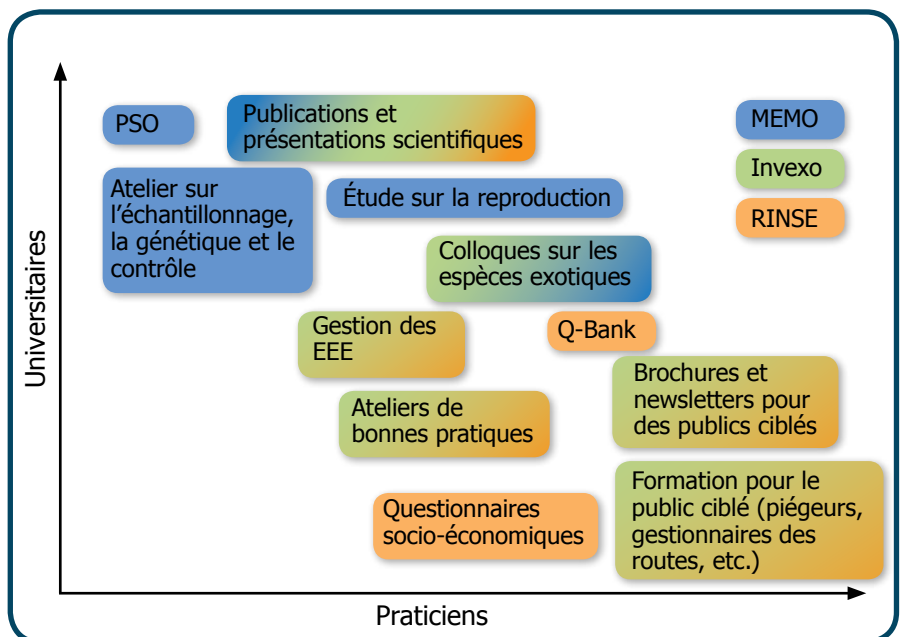 PSO
Publications et
présentations scientifiques
MEMO
Invexo
RINSE
Atelier sur
l'échantillonnage,
la génétique et le
contrôle
Étude sur la reproduction
Colloques sur les
espèces exotiques
Gestion des
EEE
Q-Bank
Ateliers de
bonnes pratiques
Brochures et
newsletters pour
des publics ciblés
Questionnaires
socio-économiques
Formation pour le
public ciblé (piégeurs,
gestionnaires des
routes, etc.)
Universitaires
Praticiens